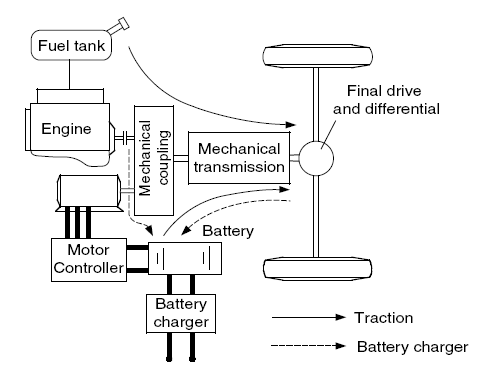 Fuel tank
Final drive
and differential
Engine
Mechanical
coupling
Mechanical
transmission
Battery
Motor
Controller
Battery
charger
Traction
Battery charger